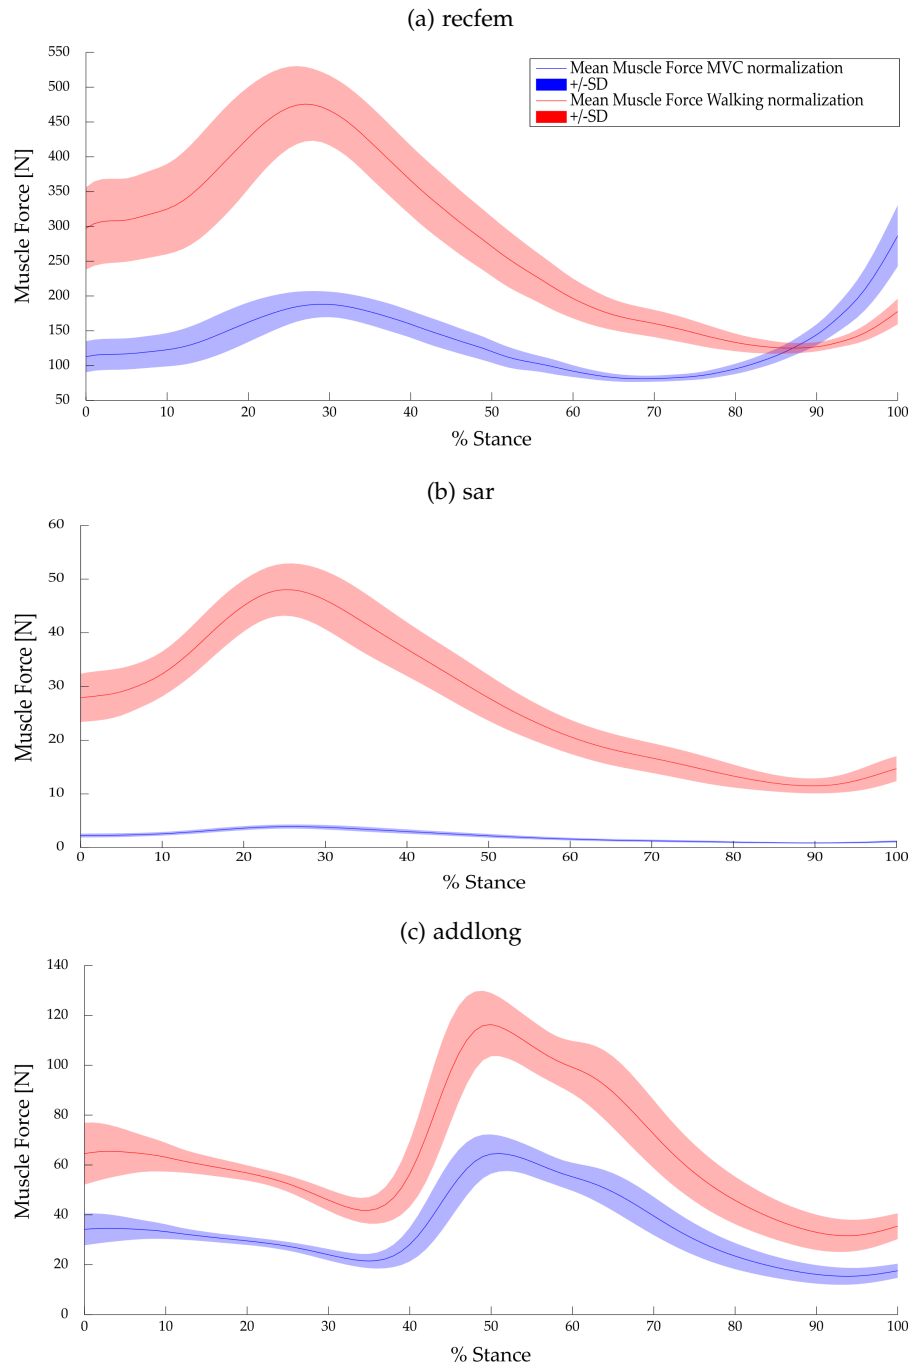 (a) recfem
550
500
450
400
350
300
250
200
150
100
50
Muscle Force [N]
Mean Muscle Force MVC normalization
+/-SD
Mean Muscle Force Walking normalization
+/-SD
0 10 20 30 40 50 60 70 80 90 100
% Stance
(b) sar
60
50
40
30
20
10
0
Muscle Force [N]
0 10 20 30 40 50 60 70 80 90 100
% Stance
(c) addlong
140
120
100
80
60
40
20
0
Muscle Force [N]
0 10 20 30 40 50 60 70 80 90 100
% Stance